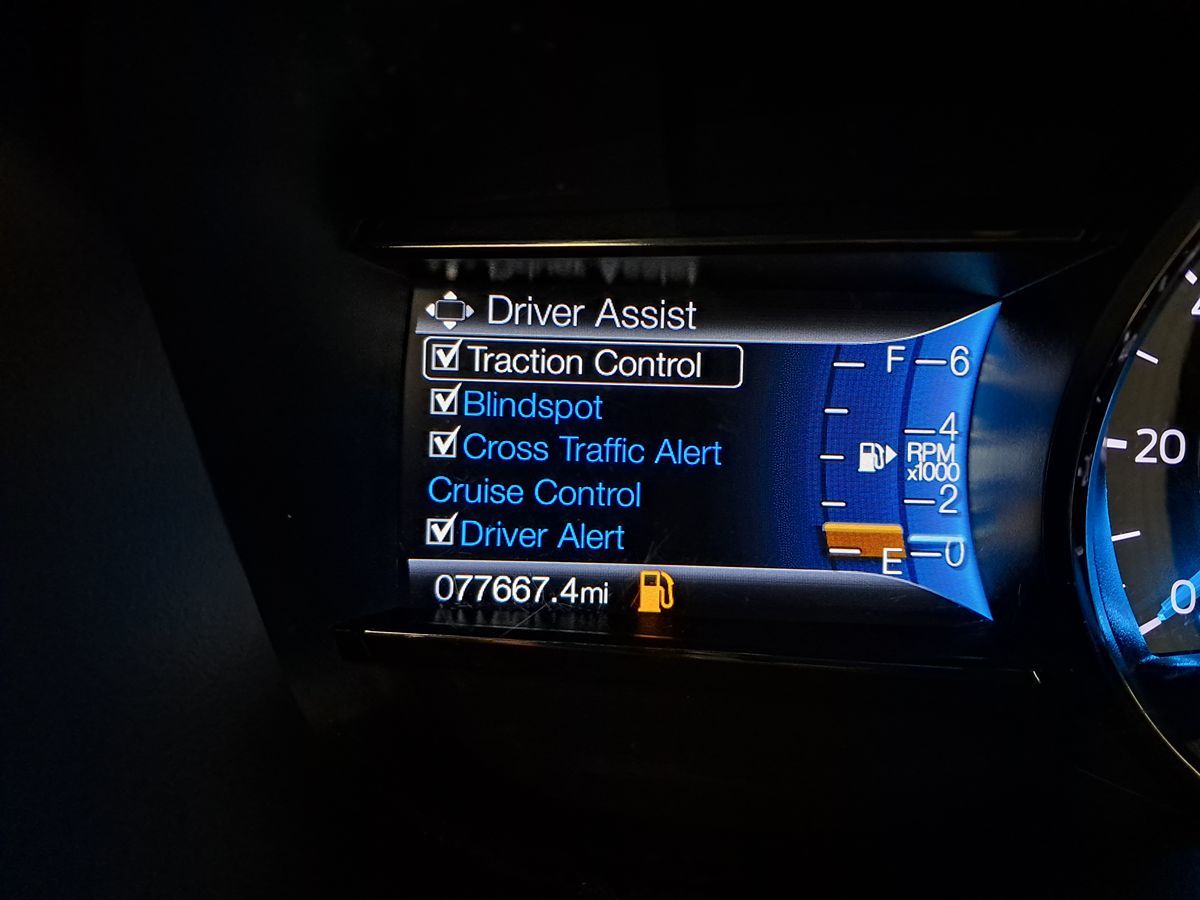 Driver Assist
Traction Control
Blindspot
Cross Traffic Alert
Cruise Control
Driver Alert
077667.4mi
F
E
6
4
RPM
x1000
2
0
20
0